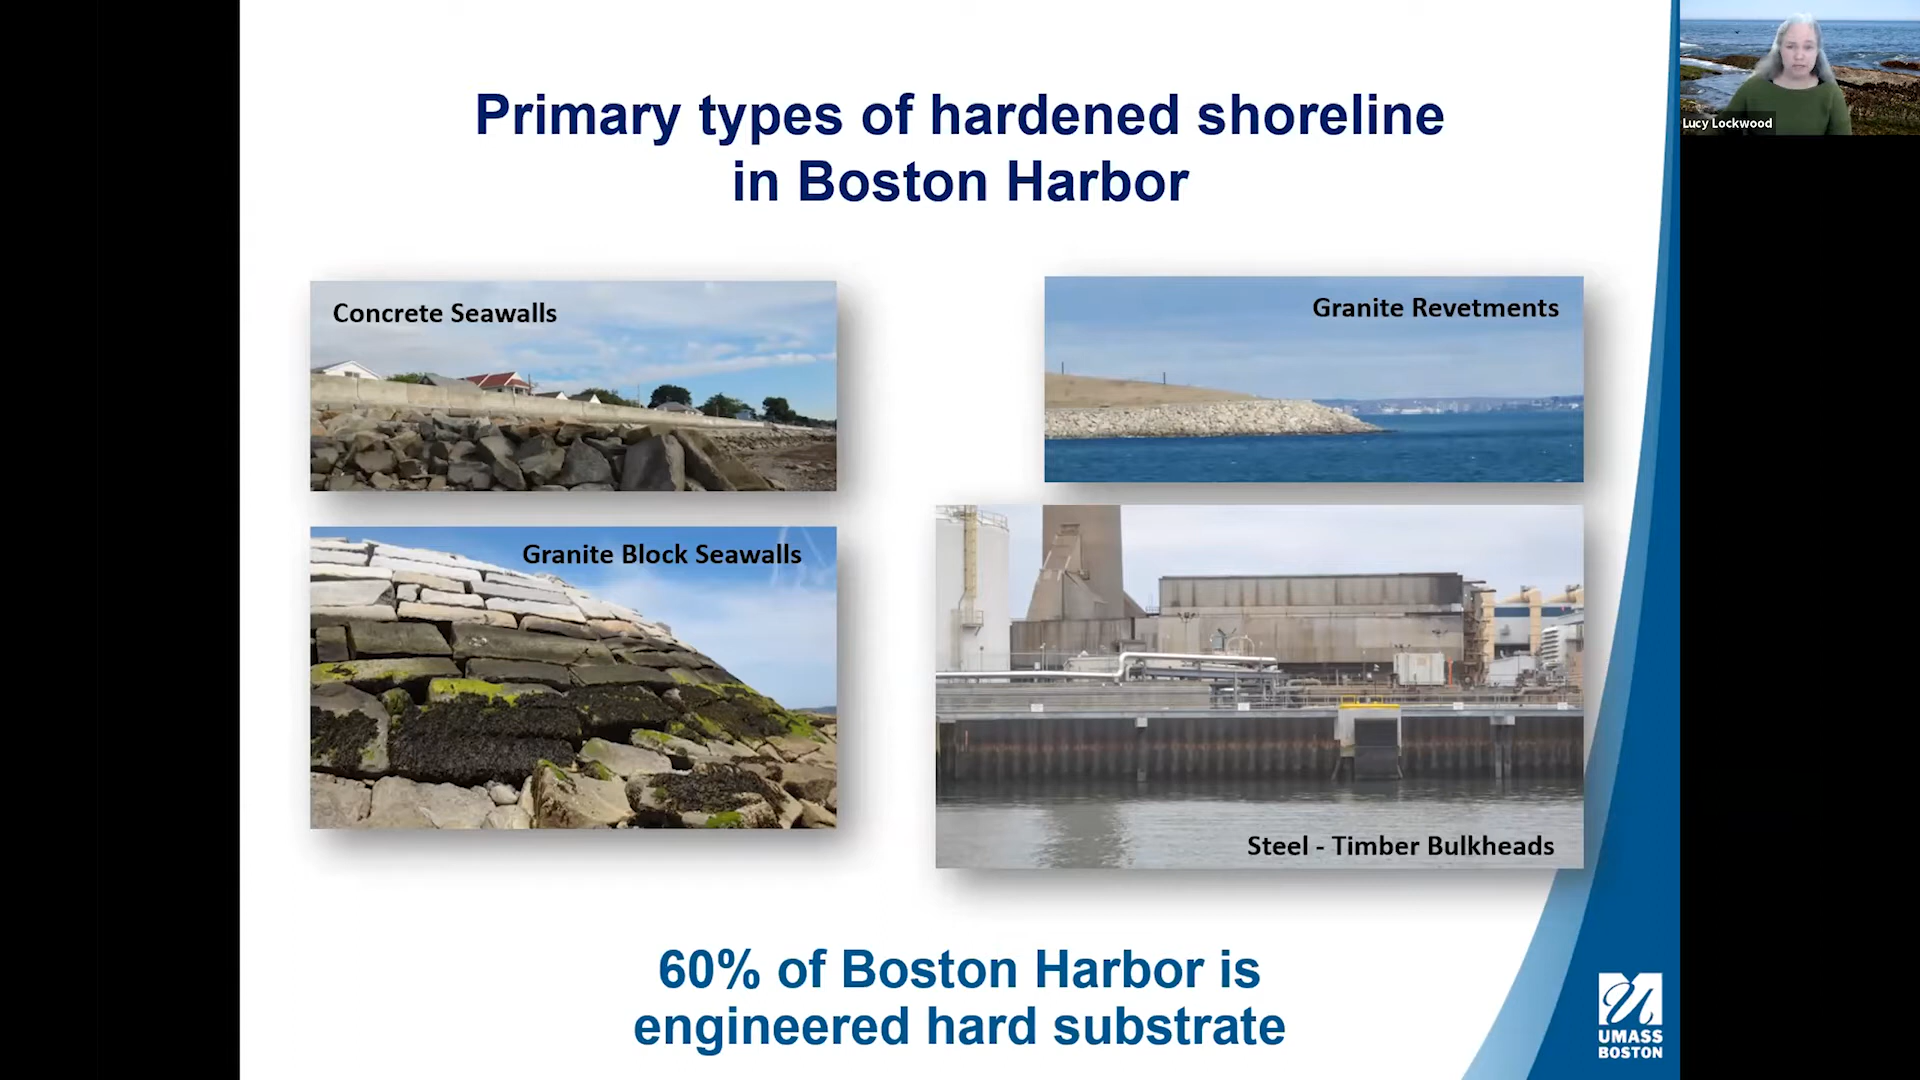 Primary types of hardened shoreline
in Boston Harbor
Lucy Lockwood
Concrete Seawalls
Granite Revetments
Granite Block Seawalls
Steel - Timber Bulkheads
60% of Boston Harbor is
engineered hard substrate
UMASS
BOSTON